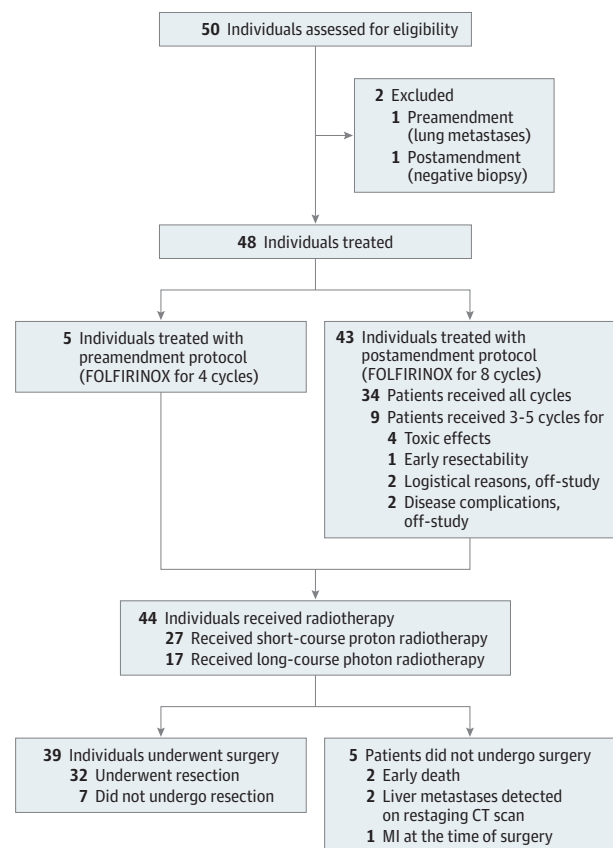 50 Individuals assessed for eligibility
2 Excluded
1 Preamendment
(lung metastases)
1 Postamendment
(negative biopsy)
48 Individuals treated
5 Individuals treated with
preamendment protocol
(FOLFIRINOX for 4 cycles)
43 Individuals treated with
postamendment protocol
(FOLFIRINOX for 8 cycles)
34 Patients received all cycles
9 Patients received 3-5 cycles for
4 Toxic effects
1 Early resectability
2 Logistical reasons, off-study
2 Disease complications,
off-study
44 Individuals received radiotherapy
27 Received short-course proton radiotherapy
17 Received long-course photon radiotherapy
39 Individuals underwent surgery
32 Underwent resection
7 Did not undergo resection
5 Patients did not undergo surgery
2 Early death
2 Liver metastases detected
on restaging CT scan
1 MI at the time of surgery